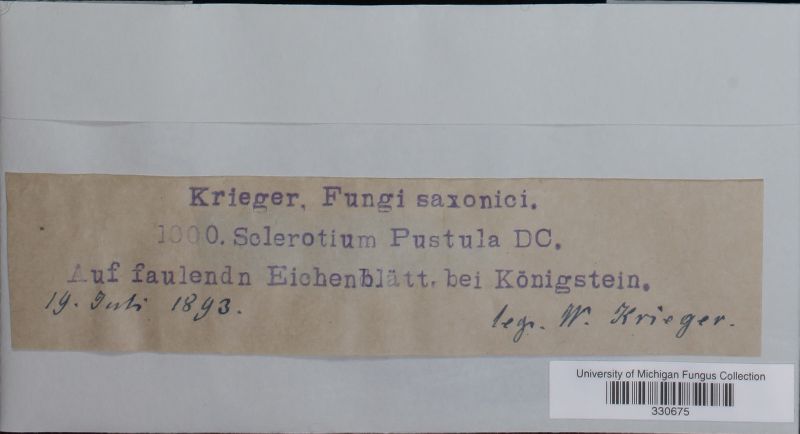 Krieger, Fungi saxonici.
1000. Sclerotium Pustula DC.
Auf faulendn Eichenblätt. bei Königstein.
19. Juli 1893.
leg. W. Krieger.
University of Michigan Fungus Collection
330675